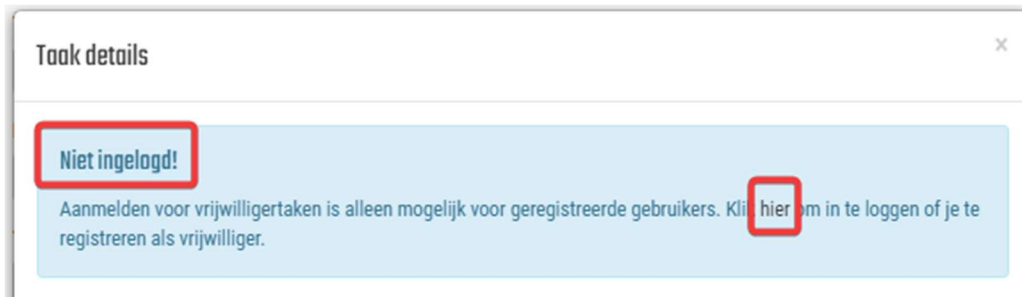 Taak details
×
Niet ingelogd!
Aanmelden voor vrijwilligertaken is alleen mogelijk voor geregistreerde gebruikers. Klik hier om in te loggen of je te
registreren als vrijwilliger.